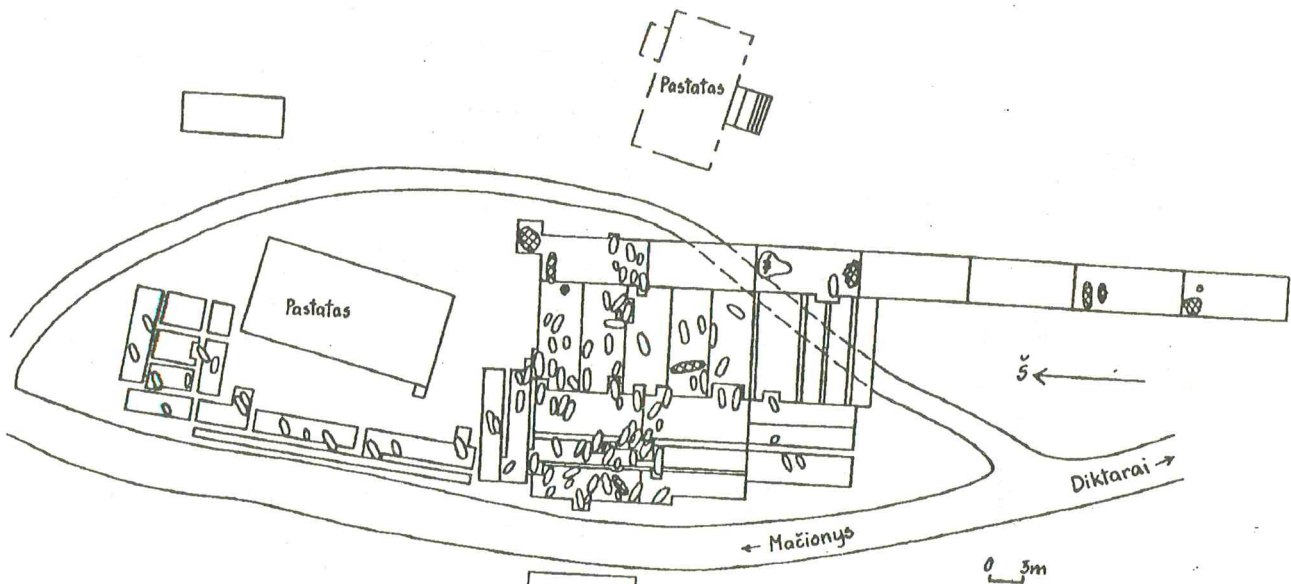 Pastatas
Pastatas
Š
Diktarai →
← Mačionys
0 3m